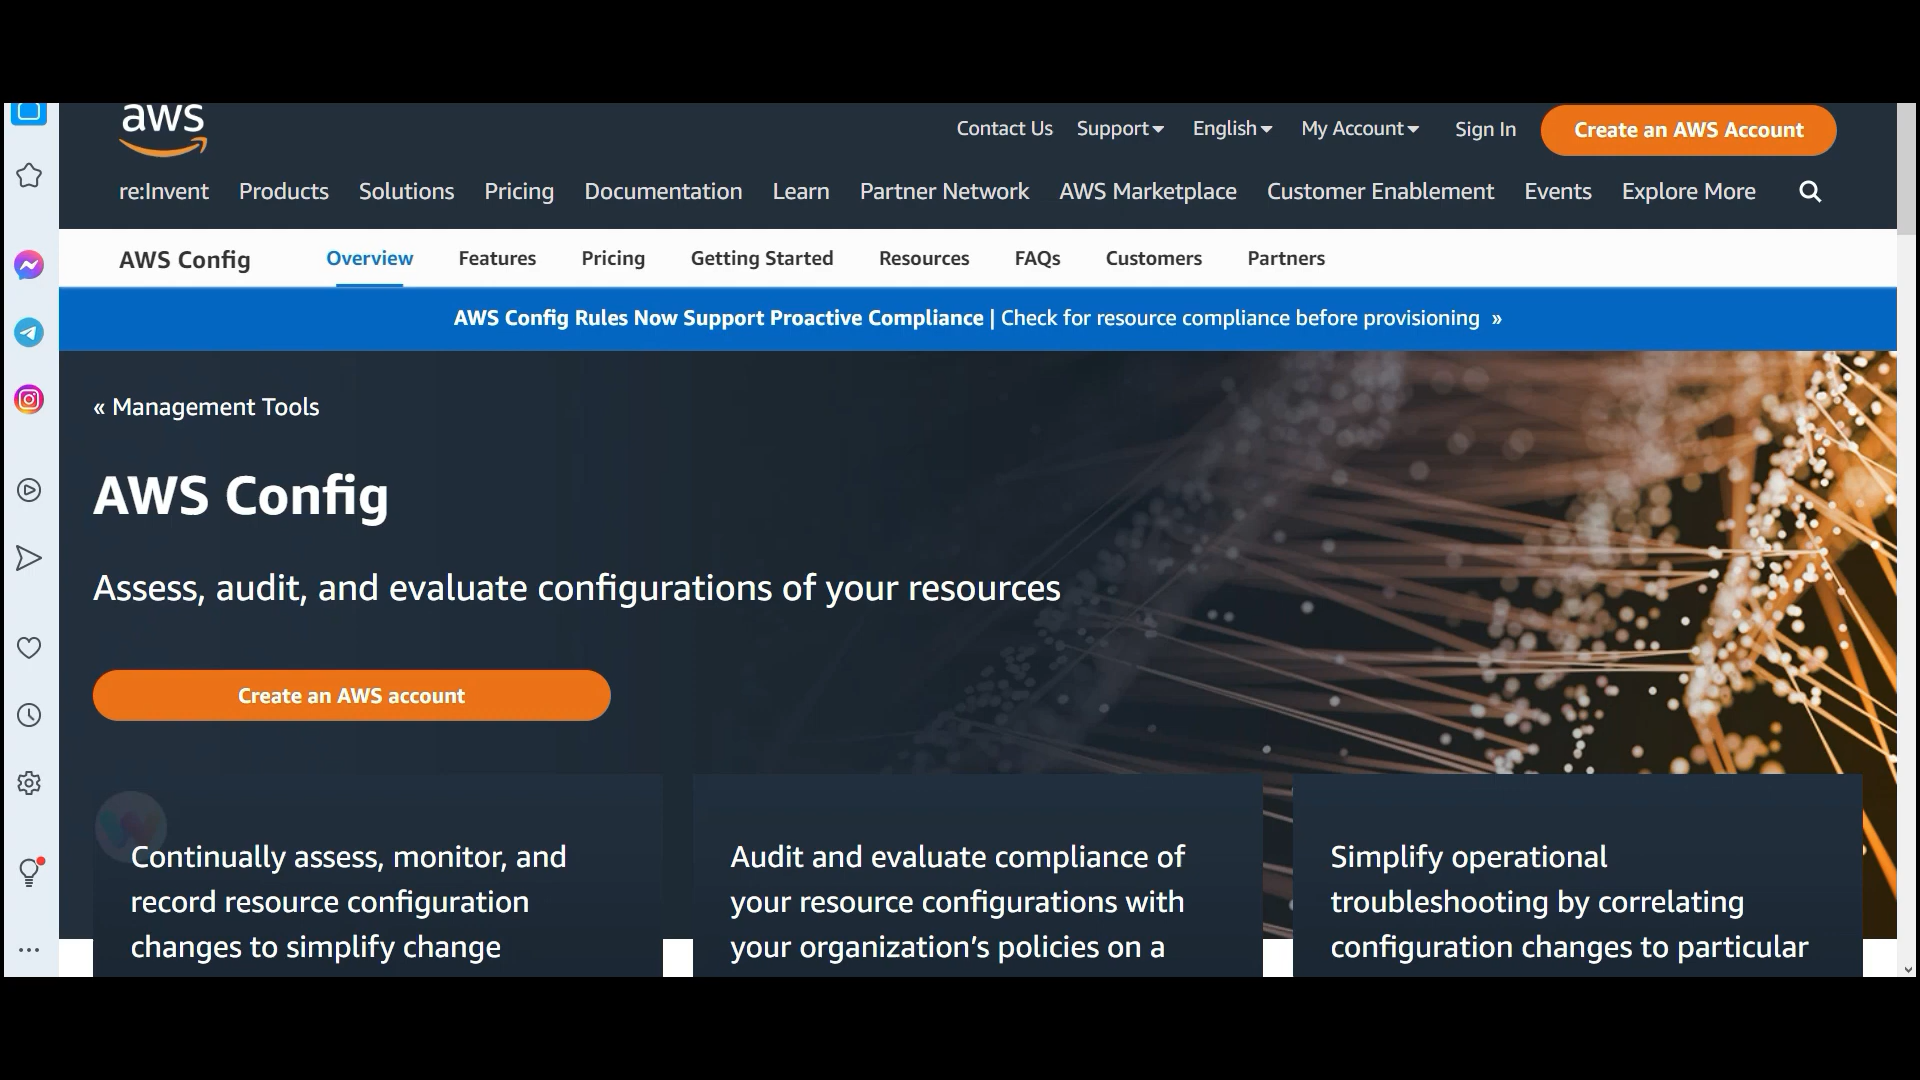 aws
Contact Us Support English My Account Sign In Create an AWS Account
re:Invent Products Solutions Pricing Documentation Learn Partner Network AWS Marketplace Customer Enablement Events Explore More
AWS Config Overview Features Pricing Getting Started Resources FAQs Customers Partners
AWS Config Rules Now Support Proactive Compliance | Check for resource compliance before provisioning »
« Management Tools
AWS Config
Assess, audit, and evaluate configurations of your resources
Create an AWS account
Continually assess, monitor, and
record resource configuration
changes to simplify change
Audit and evaluate compliance of
your resource configurations with
your organization’s policies on a
Simplify operational
troubleshooting by correlating
configuration changes to particular